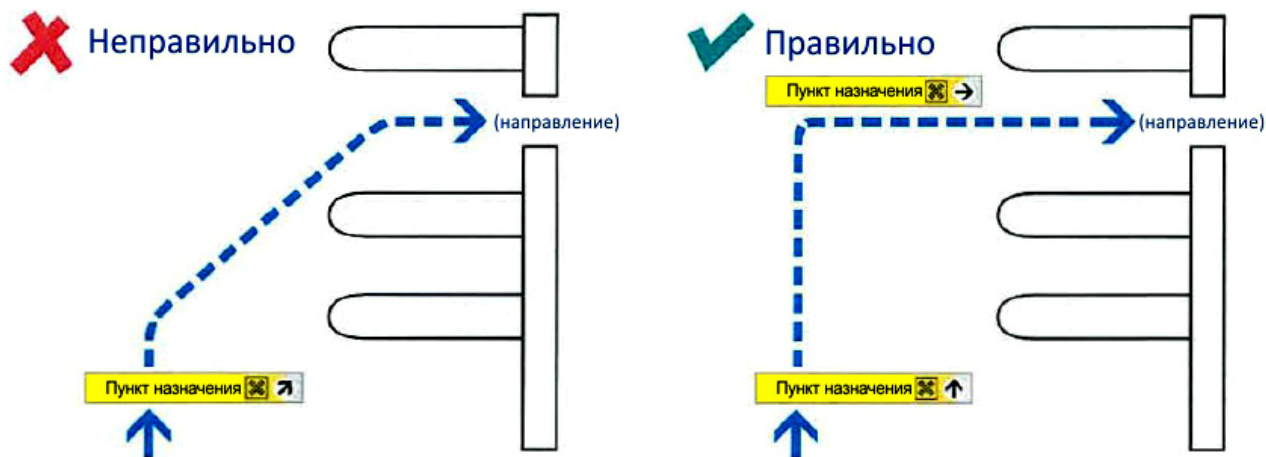 Неправильно
(направление)
Пункт назначения
Правильно
Пункт назначения
(направление)
Пункт назначения